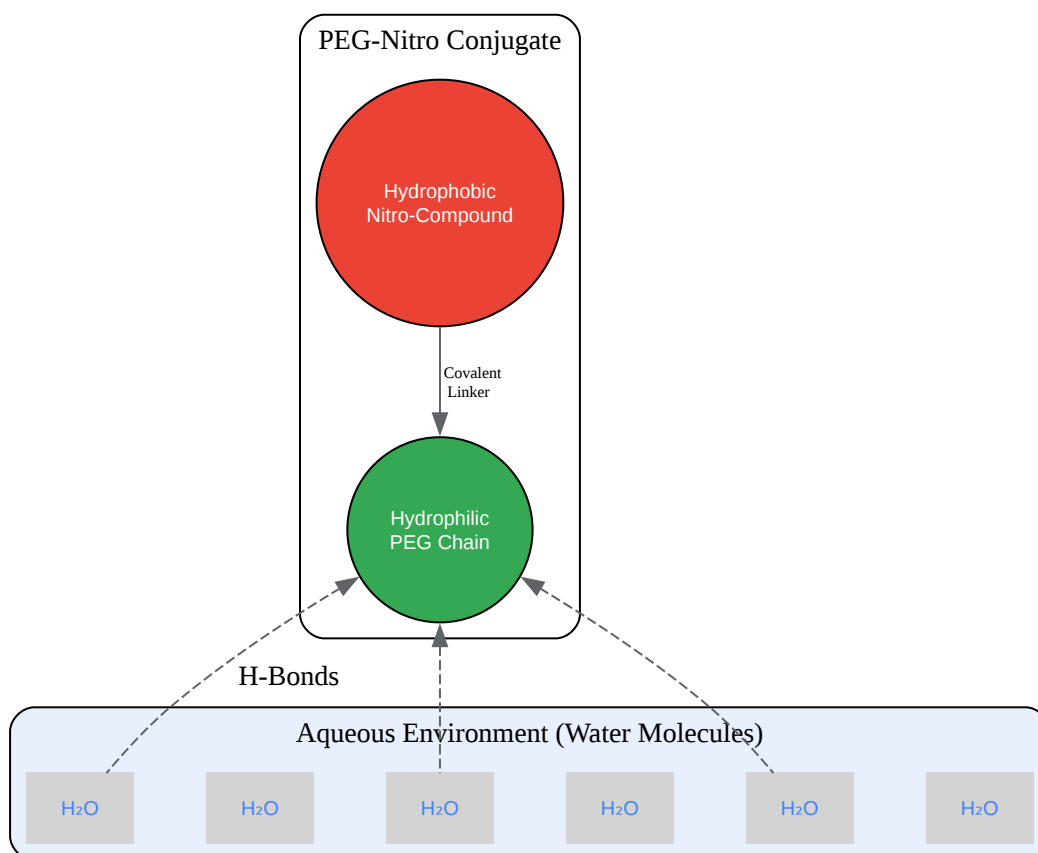 PEG-Nitro Conjugate
Hydrophobic
Nitro-Compound
Covalent
Linker
Hydrophilic
PEG Chain
H-Bonds
Aqueous Environment (Water Molecules)
H₂O
H₂O
H₂O
H₂O
H₂O
H₂O